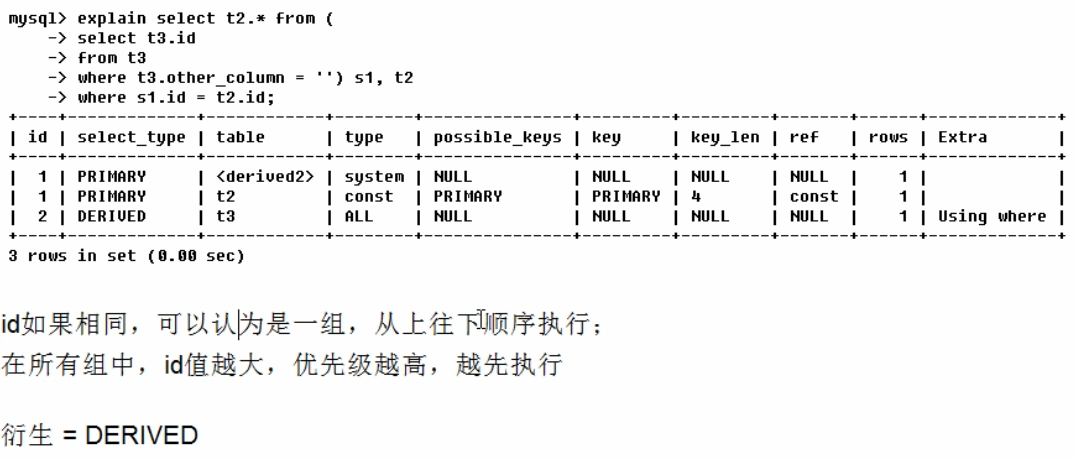 mysql> explain select t2.* from (
    -> select t3.id
    -> from t3
    -> where t3.other_column = '') s1, t2
    -> where s1.id = t2.id;
+----+-------------+------------+--------+---------------+---------+---------+-------+------+-------------+
| id | select_type | table      | type   | possible_keys | key     | key_len | ref   | rows | Extra       |
+----+-------------+------------+--------+---------------+---------+---------+-------+------+-------------+
| 1 | PRIMARY     | <derived2> | system | NULL          | NULL    | NULL    | NULL  | 1 |             |
| 1 | PRIMARY     | t2         | const  | PRIMARY       | PRIMARY | 4       | const | 1 |             |
| 2 | DERIVED     | t3         | ALL    | NULL          | NULL    | NULL    | NULL  | 1 | Using where |
+----+-------------+------------+--------+---------------+---------+---------+-------+------+-------------+
3 rows in set (0.00 sec)
id如果相同，可以认为是一组，从上往下顺序执行；
在所有组中，id值越大，优先级越高，越先执行
衍生 = DERIVED